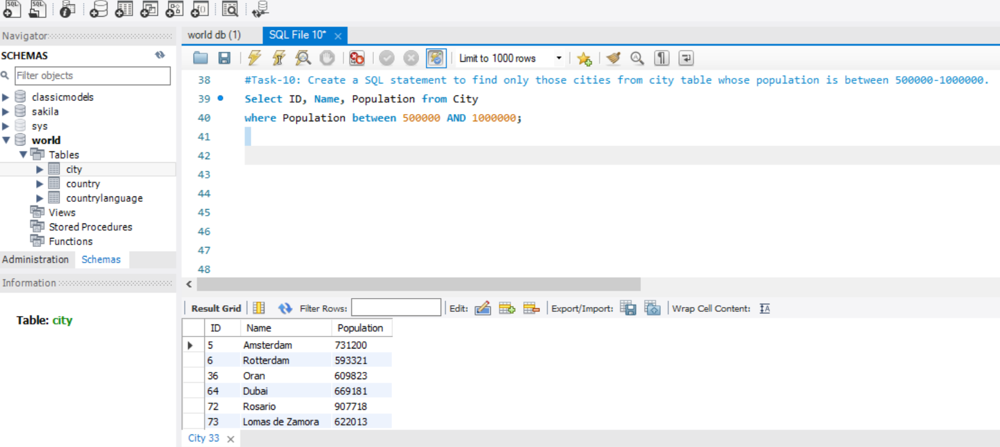 SQL SQL
Navigator
world db (1) SQL File 10*
SCHEMAS
Limit to 1000 rows
Filter objects
classicmodels
sakila
sys
world
Tables
city
country
countrylanguage
Views
Stored Procedures
Functions
Administration Schemas
Information
Table: city
38 #Task-10: Create a SQL statement to find only those cities from city table whose population is between 500000-1000000.
39 Select ID, Name, Population from City
40 where Population between 500000 AND 1000000;
41
42
43
44
45
46
47
48
Result Grid Filter Rows: Edit: Export/Import: Wrap Cell Content: IA
ID Name Population
5 Amsterdam 731200
6 Rotterdam 593321
36 Oran 609823
64 Dubai 669181
72 Rosario 907718
73 Lomas de Zamora 622013
City 33